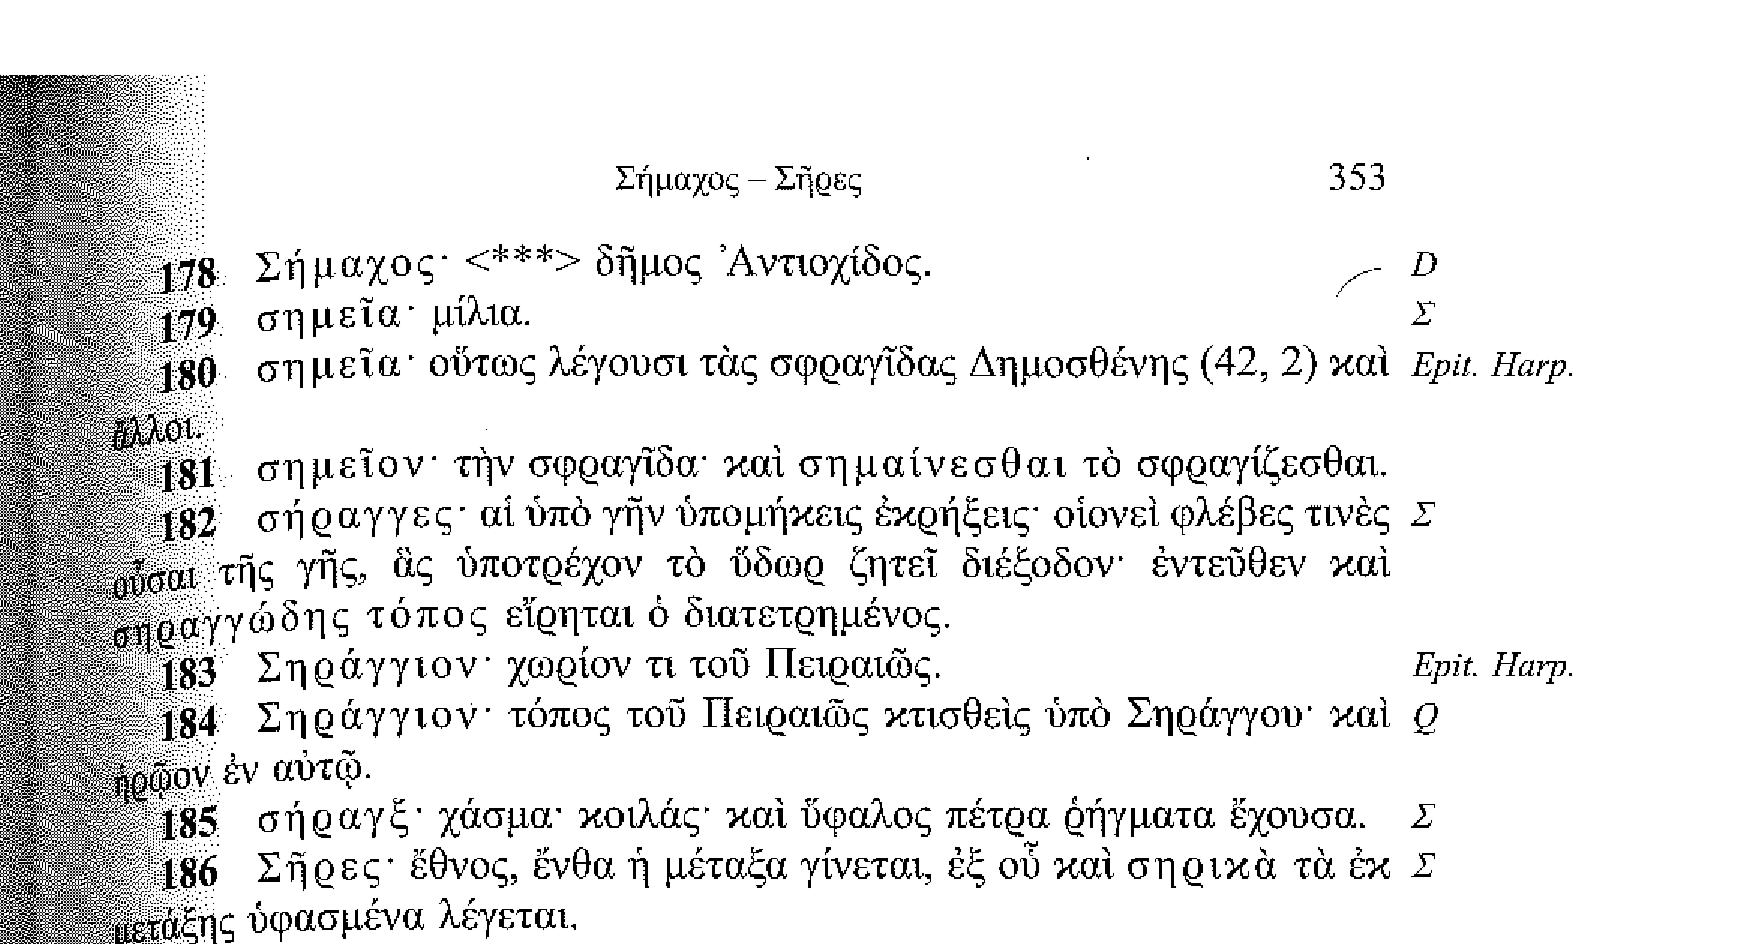 Σήμαχος – Σῆρες 353
178 Σήμαχος· <***> δῆμος Ἀντιοχίδος. D
179 σημεῖα· μίλια. Σ
180 σημεῖα· οὕτως λέγουσι τὰς σφραγῖδας Δημοσθένης (42, 2) καὶ Epit. Harp.
ἄλλοι.
181 σημεῖον· τὴν σφραγῖδα· καὶ σημαίνεσθαι τὸ σφραγίζεσθαι.
182 σήραγγες· αἱ ὑπὸ γῆν ὑπομήκεις ἐκρήξεις· οἱονεὶ φλέβες τινὲς Σ
οὖσαι τῆς γῆς, ἃς ὑποτρέχον τὸ ὕδωρ ζητεῖ διέξοδον· ἐντεῦθεν καὶ
σηραγγώδης τόπος εἴρηται ὁ διατετρημένος.
183 Σηράγγιον· χωρίον τι τοῦ Πειραιῶς. Epit. Harp.
184 Σηράγγιον· τόπος τοῦ Πειραιῶς κτισθεὶς ὑπὸ Σηράγγου· καὶ Q
ἡρῷον ἐν αὐτῷ.
185 σήραγξ· χάσμα· κοιλάς· καὶ ὕφαλος πέτρα ῥήγματα ἔχουσα. Σ
186 Σῆρες· ἔθνος, ἔνθα ἡ μέταξα γίνεται, ἐξ οὗ καὶ σηρικὰ τὰ ἐκ Σ
μετάξης ὑφασμένα λέγεται.